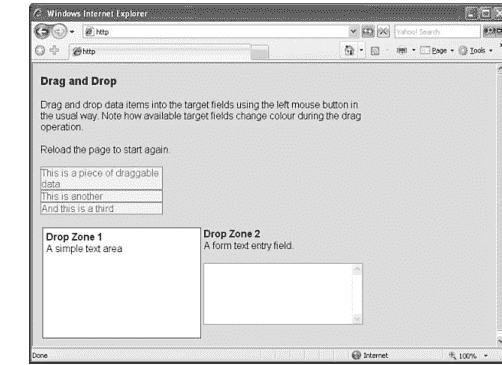 Windows Internet Explorer
http
Yahoo! Search
http
Page
Tools
Drag and Drop
Drag and drop data items into the target fields using the left mouse button in
the usual way. Note how available target fields change colour during the drag
operation.
Reload the page to start again.
This is a piece of draggable
data
This is another
And this is a third
Drop Zone 1
A simple text area
Drop Zone 2
A form text entry field.
Done
Internet
100%